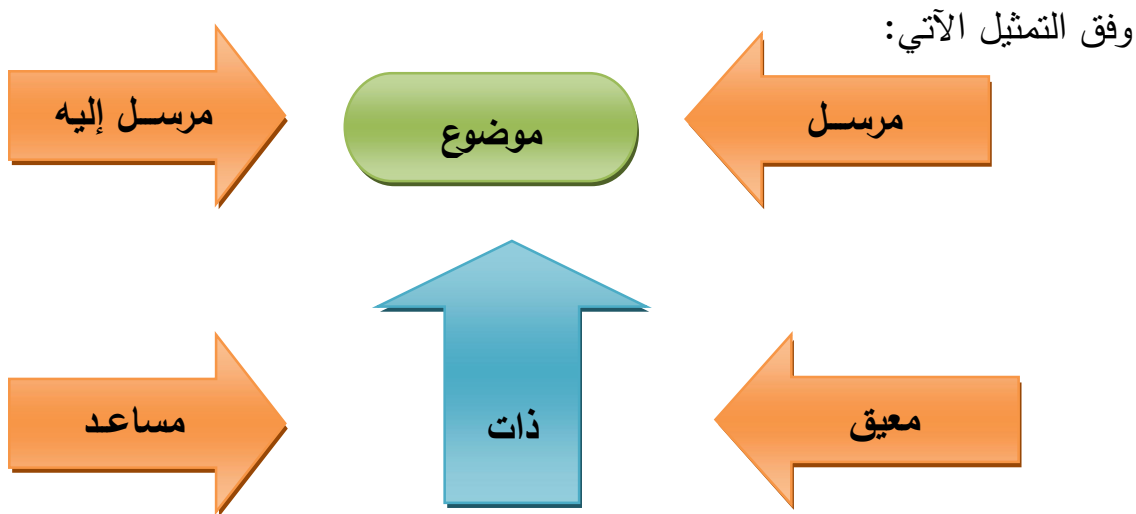 وفق التمثيل الآتي:
مرسل
موضوع
مرسل إليه
معيق
ذات
مساعد